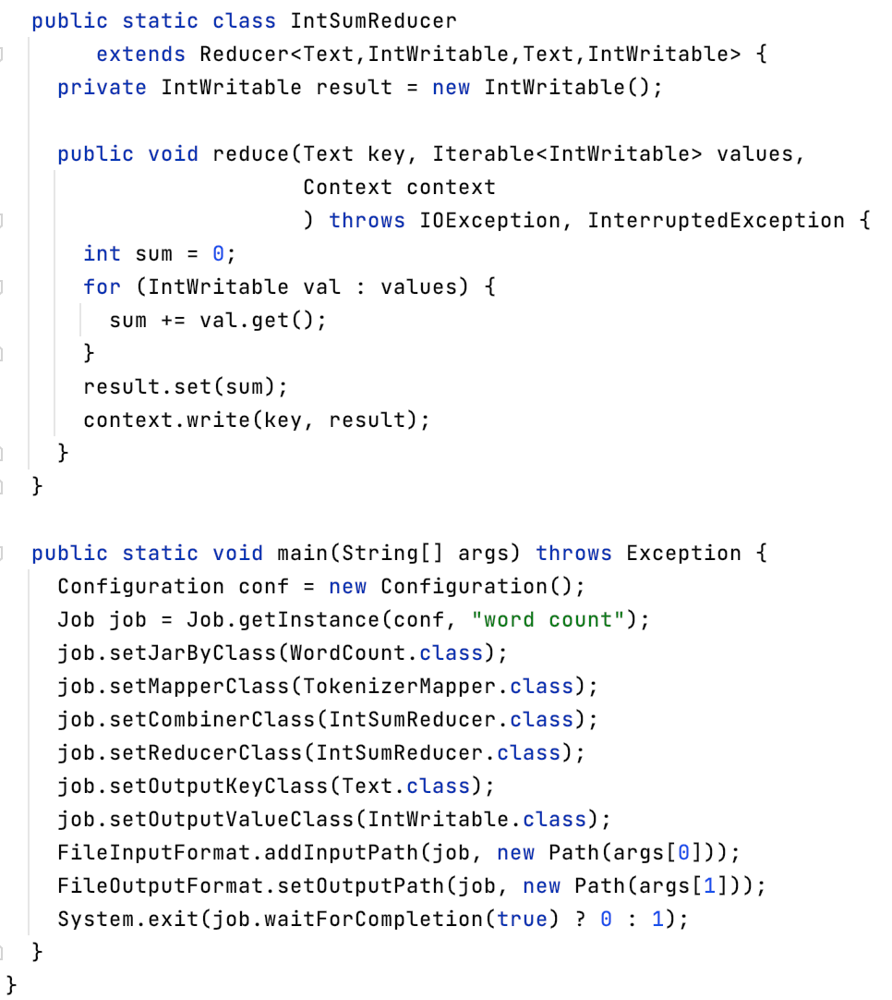 public static class IntSumReducer
extends Reducer<Text,IntWritable,Text,IntWritable> {
private IntWritable result = new IntWritable();
public void reduce(Text key, Iterable<IntWritable> values,
Context context
) throws IOException, InterruptedException {
int sum = 0;
for (IntWritable val : values) {
sum += val.get();
}
result.set(sum);
context.write(key, result);
}
}
public static void main(String[] args) throws Exception {
Configuration conf = new Configuration();
Job job = Job.getInstance(conf, "word count");
job.setJarByClass(WordCount.class);
job.setMapperClass(TokenizerMapper.class);
job.setCombinerClass(IntSumReducer.class);
job.setReducerClass(IntSumReducer.class);
job.setOutputKeyClass(Text.class);
job.setOutputValueClass(IntWritable.class);
FileInputFormat.addInputPath(job, new Path(args[0]));
FileOutputFormat.setOutputPath(job, new Path(args[1]));
System.exit(job.waitForCompletion(true) ? 0 : 1);
}
}